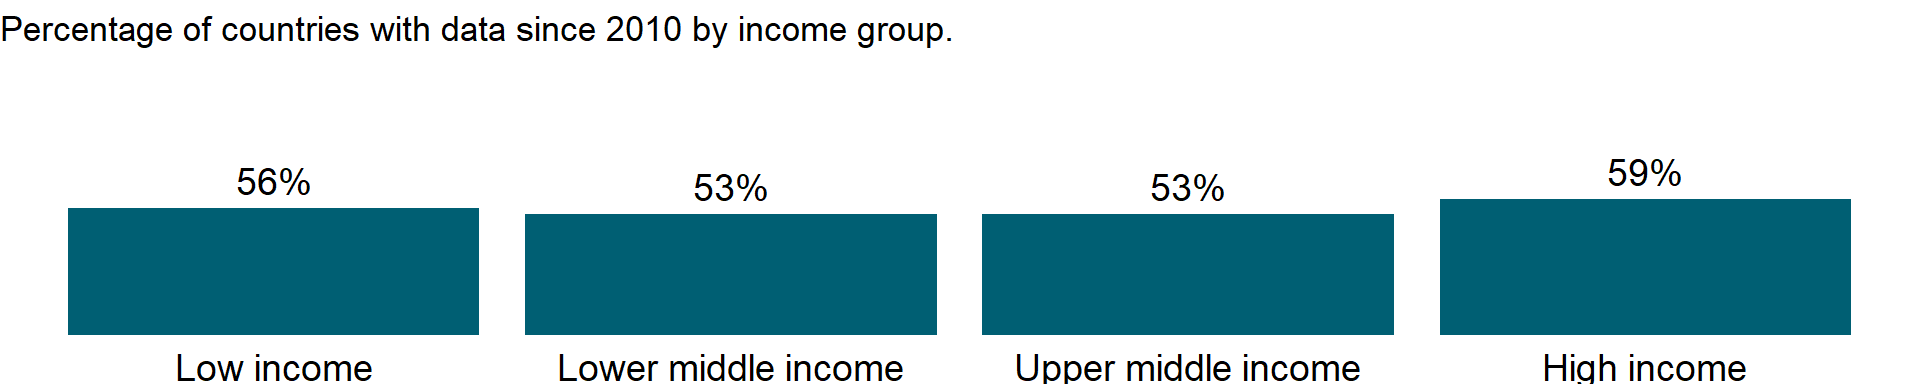 Percentage of countries with data since 2010 by income group.
56%
53%
53%
59%
Low income
Lower middle income
Upper middle income
High income